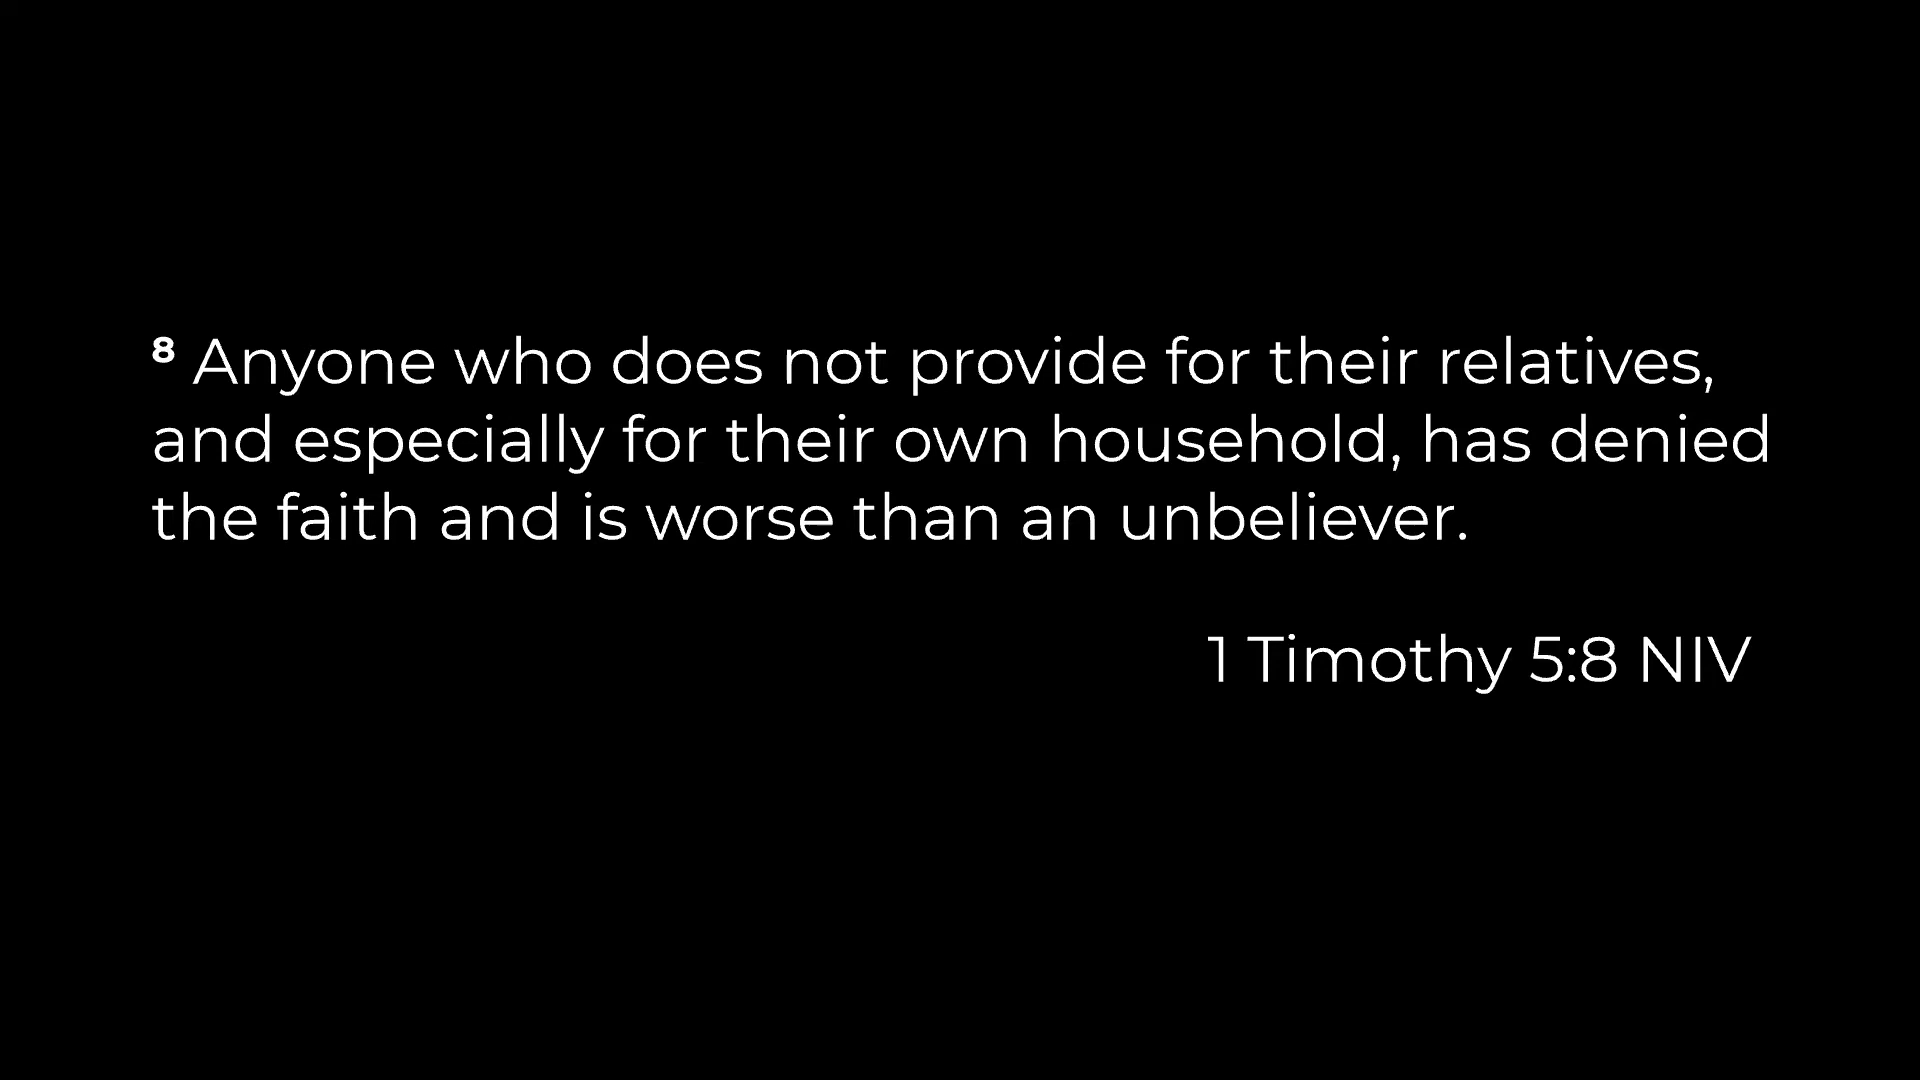 ⁸ Anyone who does not provide for their relatives,
and especially for their own household, has denied
the faith and is worse than an unbeliever.
1 Timothy 5:8 NIV